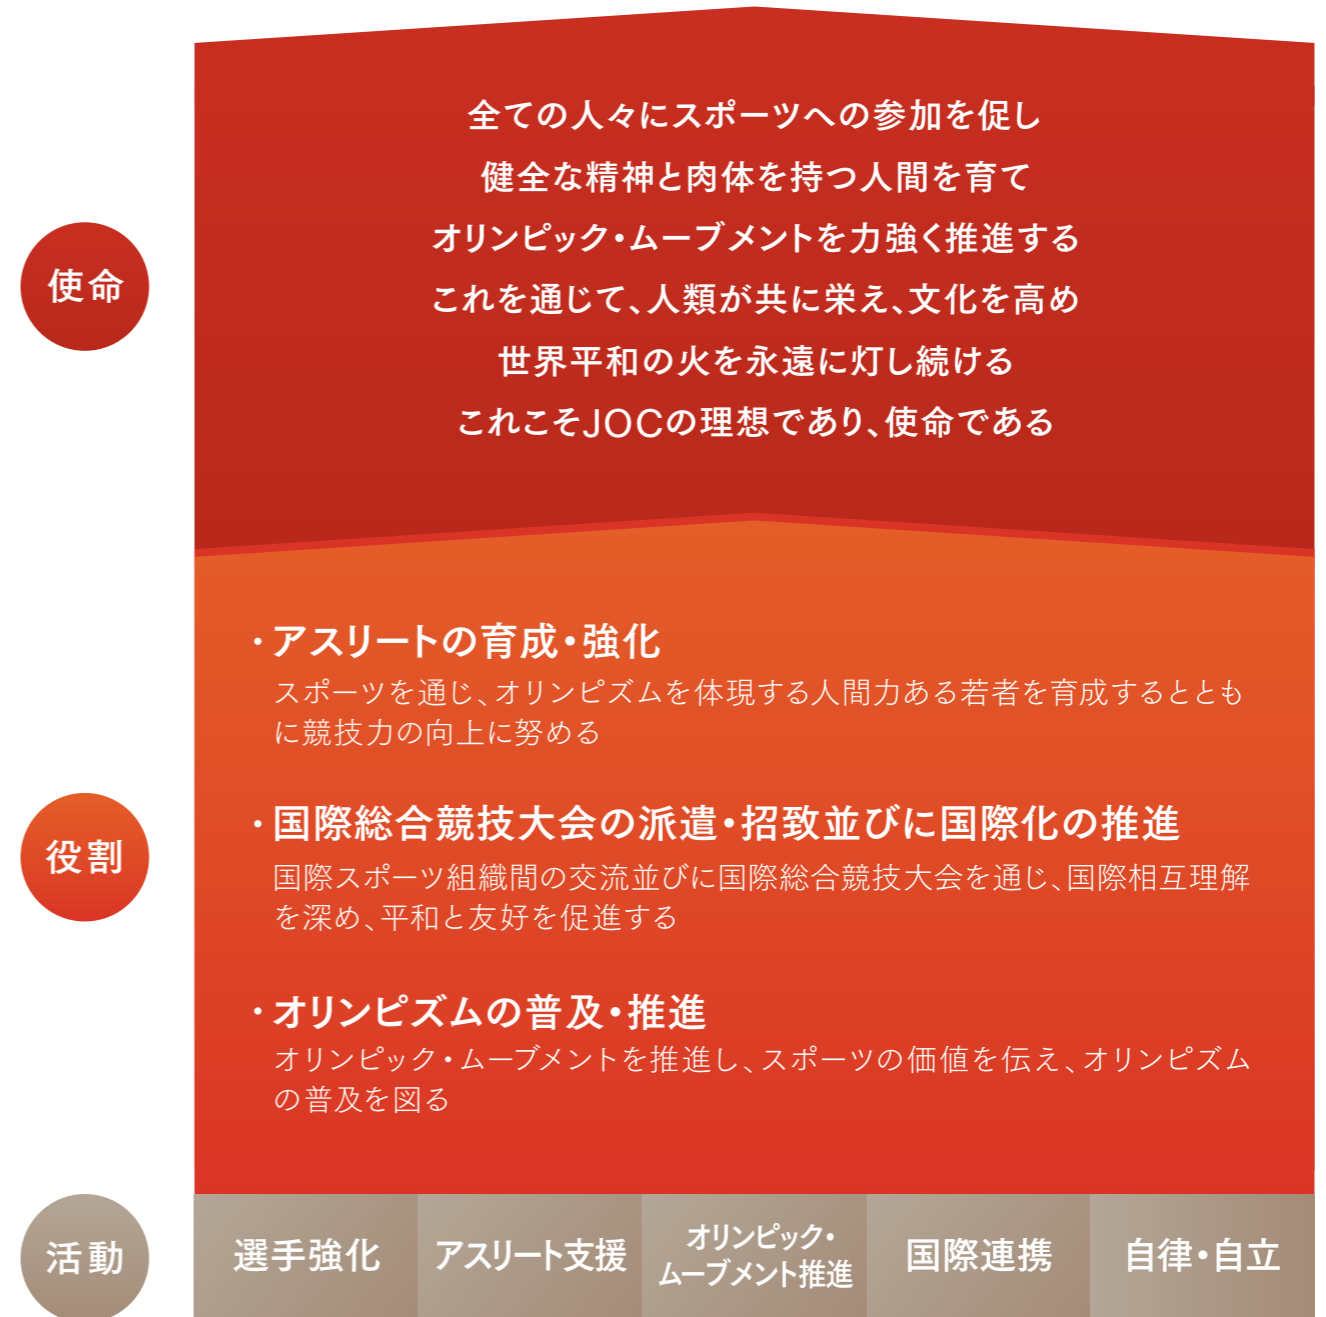 使命
全ての人々にスポーツへの参加を促し
健全な精神と肉体を持つ人間を育て
オリンピック・ムーブメントを力強く推進する
これを通じて、人類が共に栄え、文化を高め
世界平和の火を永遠に灯し続ける
これこそJOCの理想であり、使命である
役割
・アスリートの育成・強化
スポーツを通じ、オリンピズムを体現する人間力ある若者を育成するととも
に競技力の向上に努める
・国際総合競技大会の派遣・招致並びに国際化の推進
国際スポーツ組織間の交流並びに国際総合競技大会を通じ、国際相互理解
を深め、平和と友好を促進する
・オリンピズムの普及・推進
オリンピック・ムーブメントを推進し、スポーツの価値を伝え、オリンピズム
の普及を図る
活動
選手強化
アスリート支援
オリンピック・
ムーブメント推進
国際連携
自律・自立